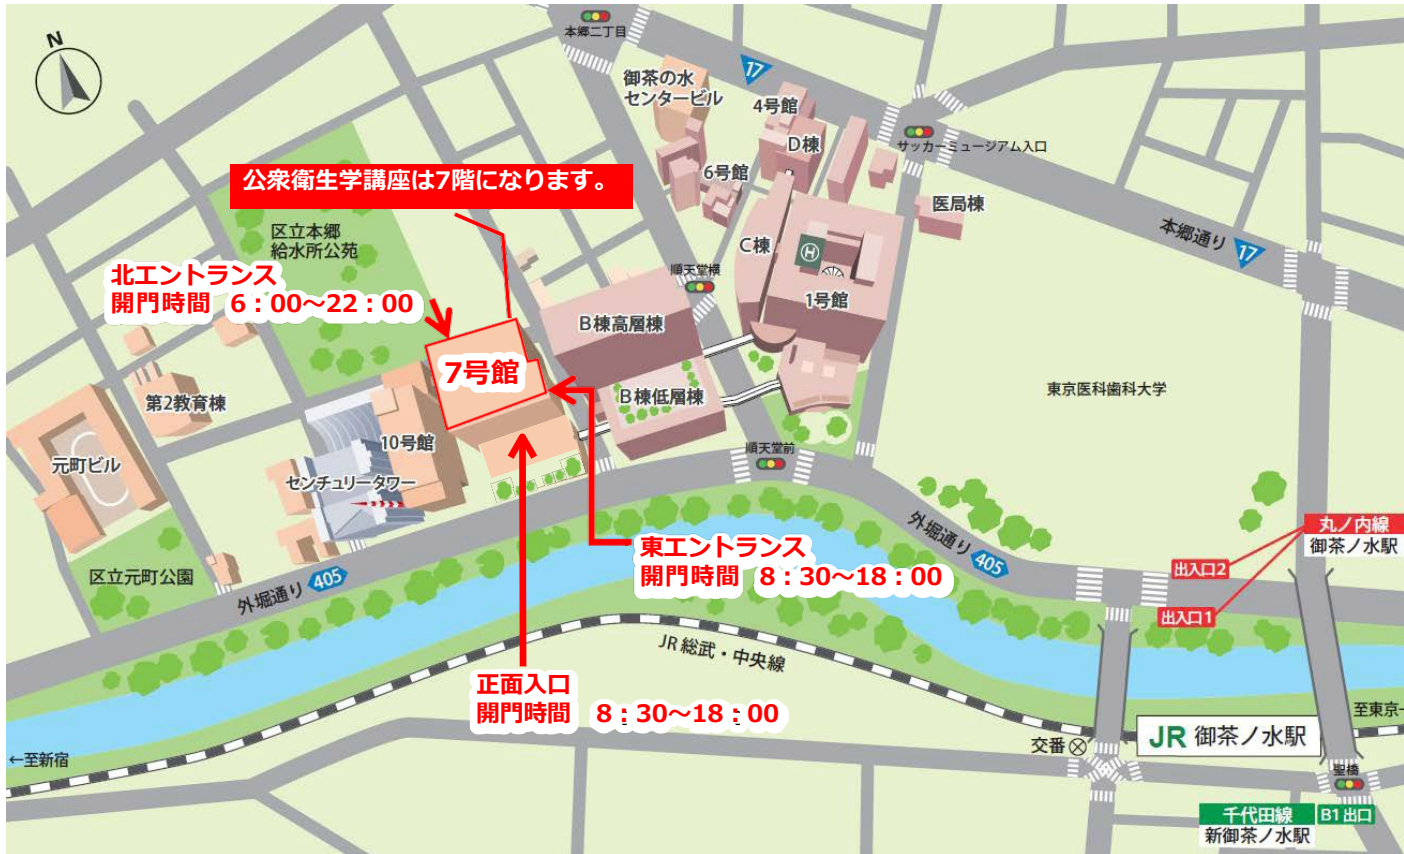 N
本郷二丁目
17
御茶の水
センタービル
4号館
D棟
サッカーミュージアム入口
6号館
医局棟
公衆衛生学講座は7階になります。
区立本郷
給水所公苑
C棟
H
本郷通り 17
北エントランス
開門時間 6:00～22:00
順天堂横
1号館
B棟高層棟
7号館
B棟低層棟
東京医科歯科大学
第2教育棟
10号館
元町ビル
センチュリータワー
順天堂前
丸ノ内線
御茶ノ水駅
外堀通り 405
東エントランス
開門時間 8:30～18:00
出入口2
区立元町公園
外堀通り 405
出入口1
JR 総武・中央線
正面入口
開門時間 8:30～18:00
至東京
交番
JR 御茶ノ水駅
←至新宿
聖橋
千代田線 B1 出口
新御茶ノ水駅